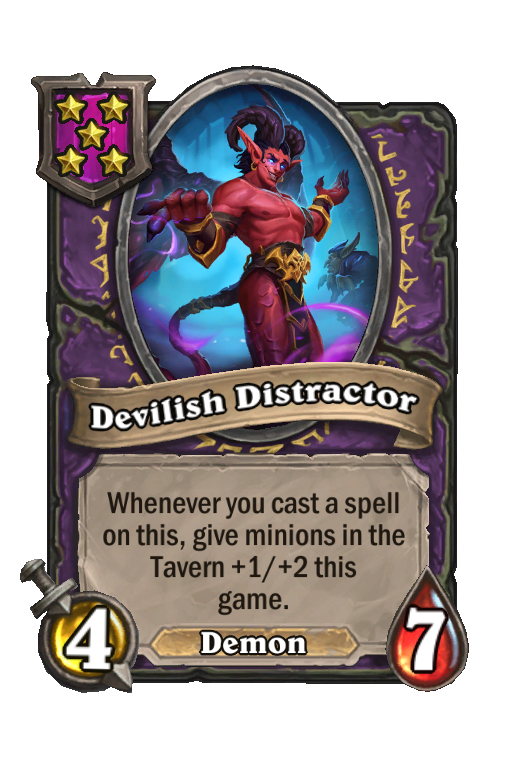 Devilish Distractor
Whenever you cast a spell
on this, give minions in the
Tavern +1/+2 this
game.
4
Demon
7